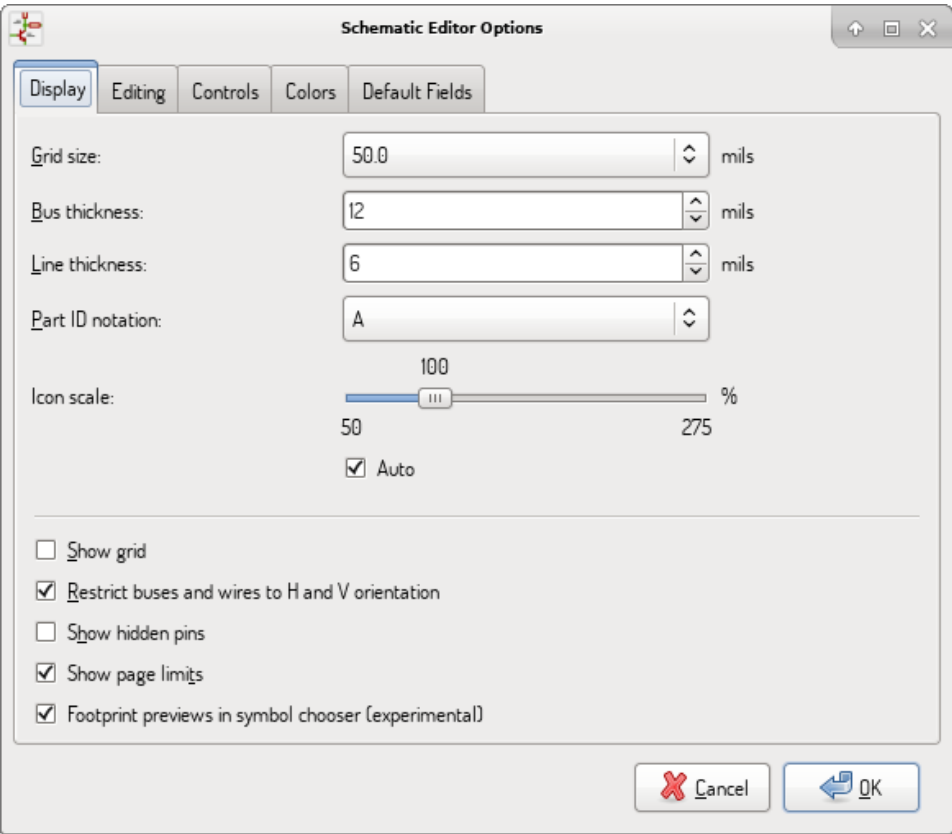 Schematic Editor Options
Display Editing Controls Colors Default Fields
Grid size: 50.0 mils
Bus thickness: 12 mils
Line thickness: 6 mils
Part ID notation: A
100
Icon scale: %
50 275
Auto
Show grid
Restrict buses and wires to H and V orientation
Show hidden pins
Show page limits
Footprint previews in symbol chooser (experimental)
Cancel OK